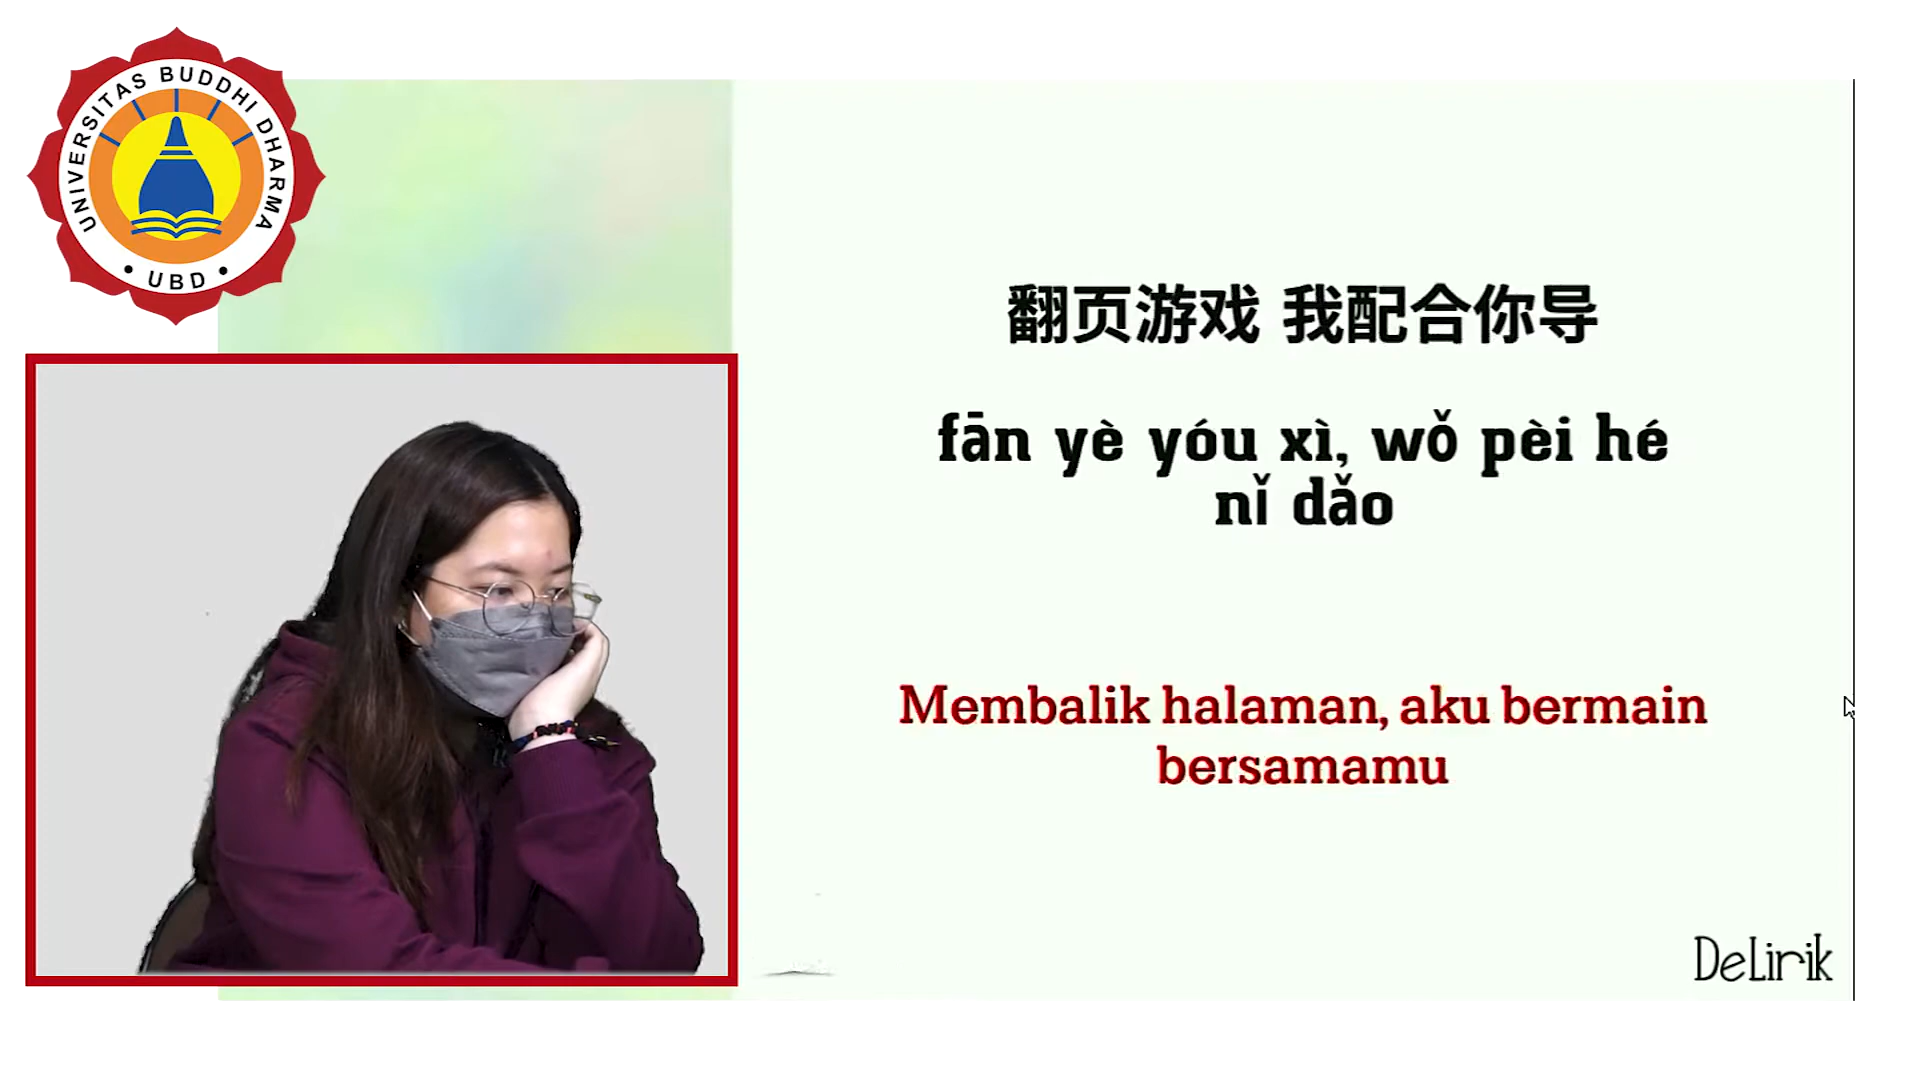 UNIVERSITAS BUDDHI DHARMA
• UBD •
翻页游戏 我配合你导
fān yè yóu xì, wǒ pèi hé
nǐ dǎo
Membalik halaman, aku bermain
bersamamu
DeLirik